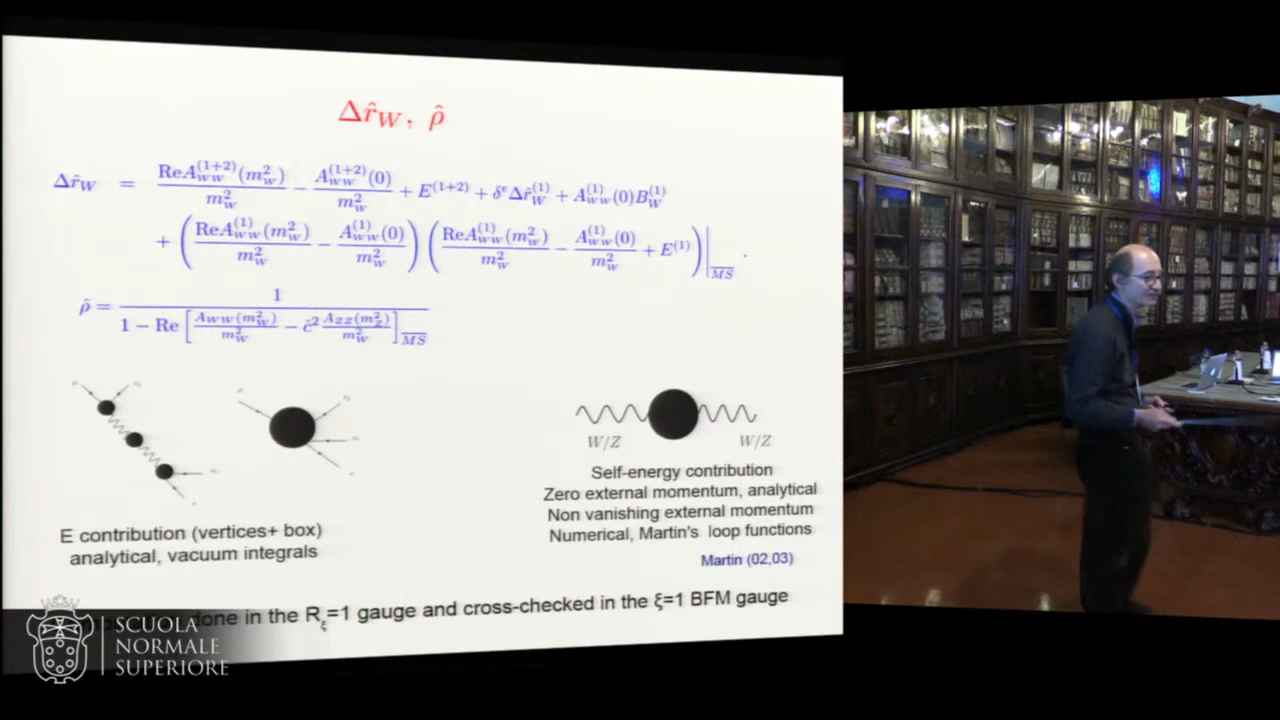 Δr̂_W, ρ̂
Δr̂_W = ReA_WW^(1+2)(m_W^2)/m_W^2 − A_WW^(1+2)(0)/m_W^2 + E^(1+2) + δ^e Δr̂_W^(1) + A_WW^(1)(0)B_W^(1)
+ (ReA_WW^(1)(m_W^2)/m_W^2 − A_WW^(1)(0)/m_W^2) (ReA_WW^(1)(m_W^2)/m_W^2 − A_WW^(1)(0)/m_W^2 + E^(1))|_MS̅ .
ρ̂ = 1/(1 − Re[A_WW(m_W^2)/m_W^2 − ĉ^2 A_ZZ(m_Z^2)/m_W^2]_MS̅)
W/Z W/Z
Self-energy contribution
Zero external momentum, analytical
Non vanishing external momentum
Numerical, Martin's loop functions
Martin (02,03)
E contribution (vertices+ box)
analytical, vacuum integrals
done in the R_ξ=1 gauge and cross-checked in the ξ=1 BFM gauge
SCUOLA
NORMALE
SUPERIORE